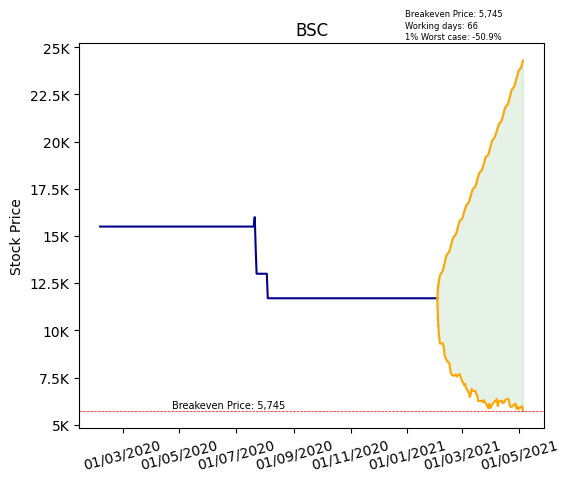 Breakeven Price: 5,745
Working days: 66
1% Worst case: -50.9%
BSC
Stock Price
25K
22.5K
20K
17.5K
15K
12.5K
10K
7.5K
5K
Breakeven Price: 5,745
01/03/2020 01/05/2020 01/07/2020 01/09/2020 01/11/2020 01/01/2021 01/03/2021 01/05/2021